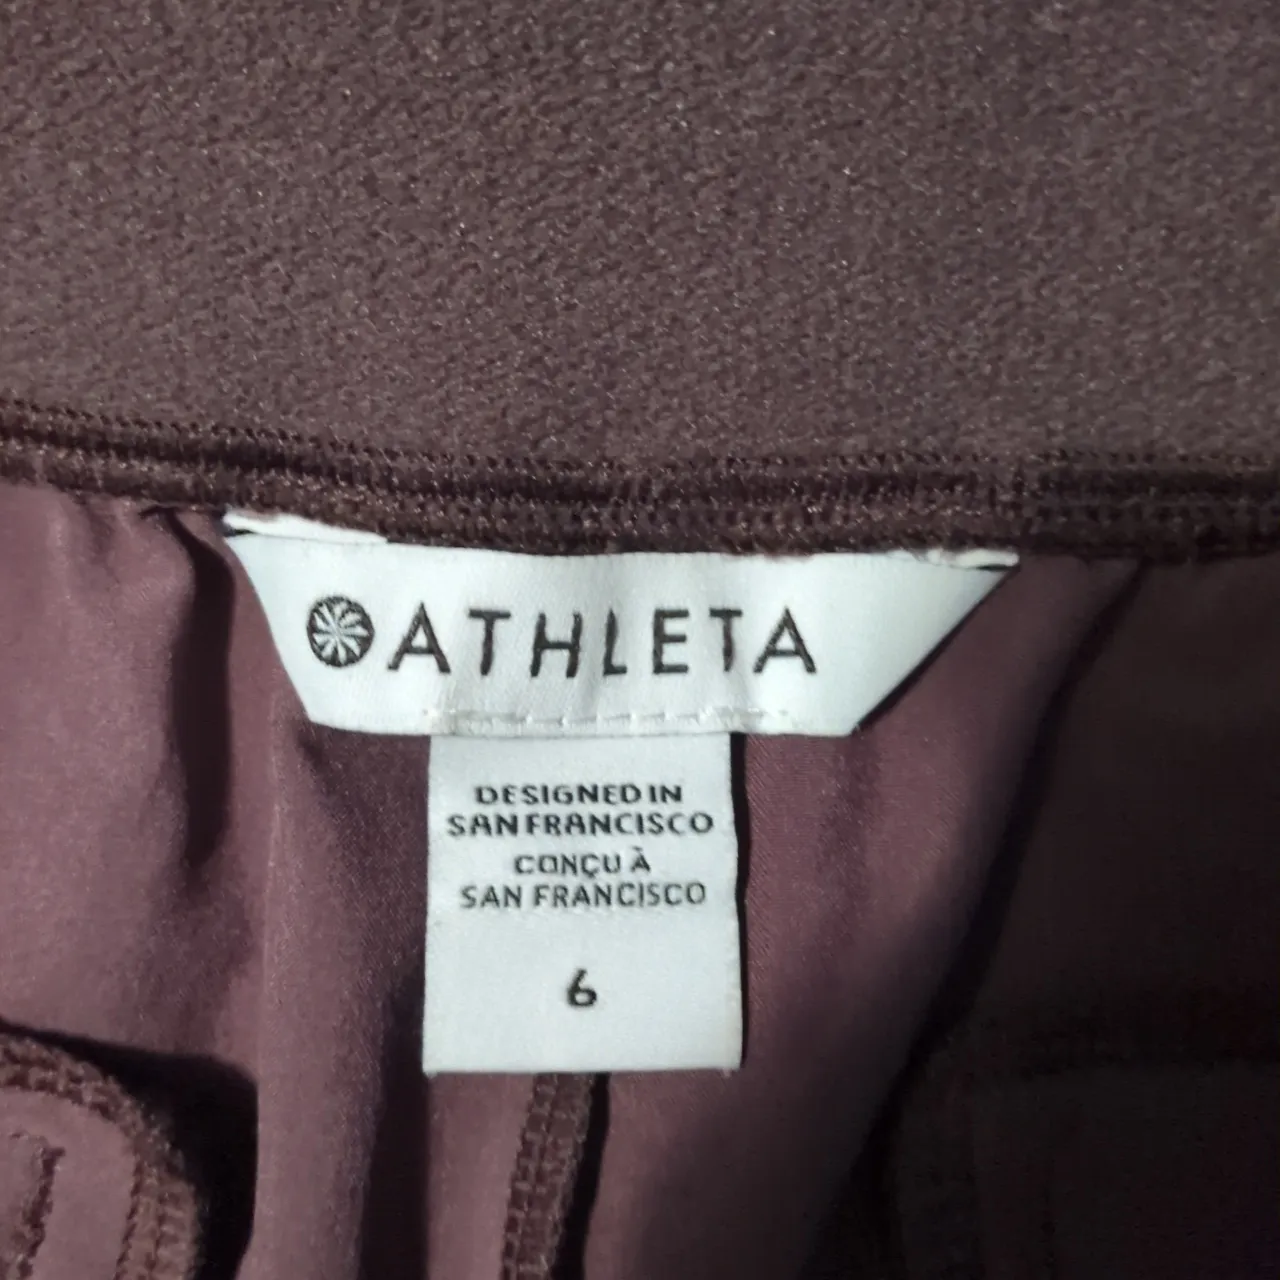 ATHLETA
DESIGNED IN
SAN FRANCISCO
CONÇU À
SAN FRANCISCO
6